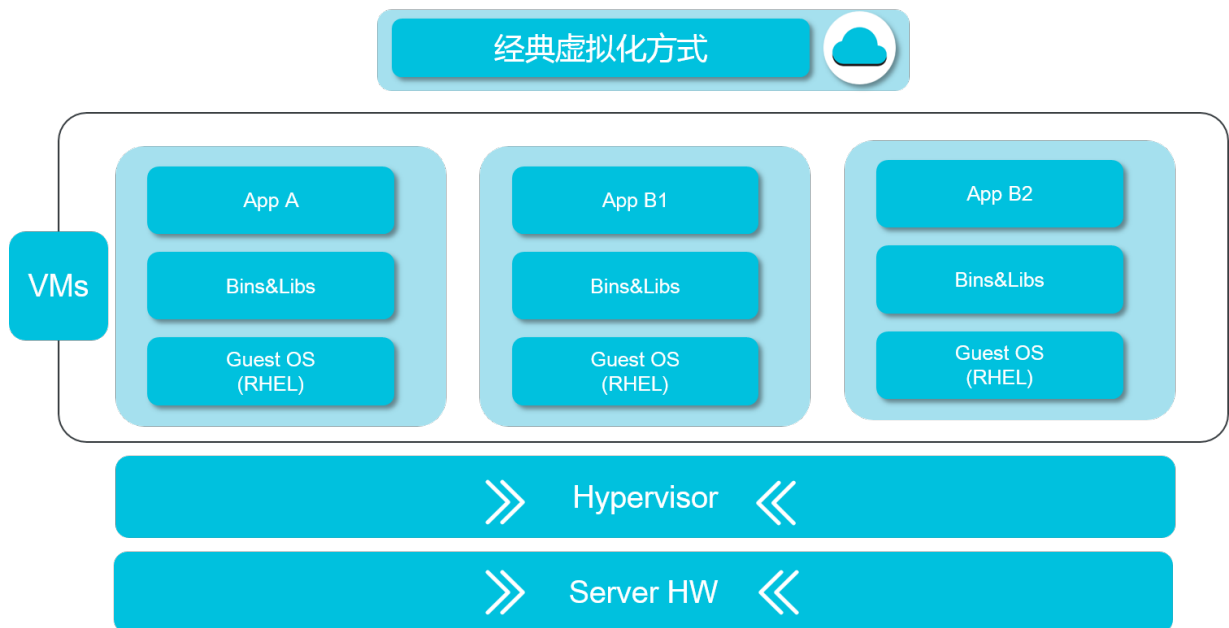 经典虚拟化方式
VMs
App A
Bins&Libs
Guest OS
(RHEL)
App B1
Bins&Libs
Guest OS
(RHEL)
App B2
Bins&Libs
Guest OS
(RHEL)
Hypervisor
Server HW